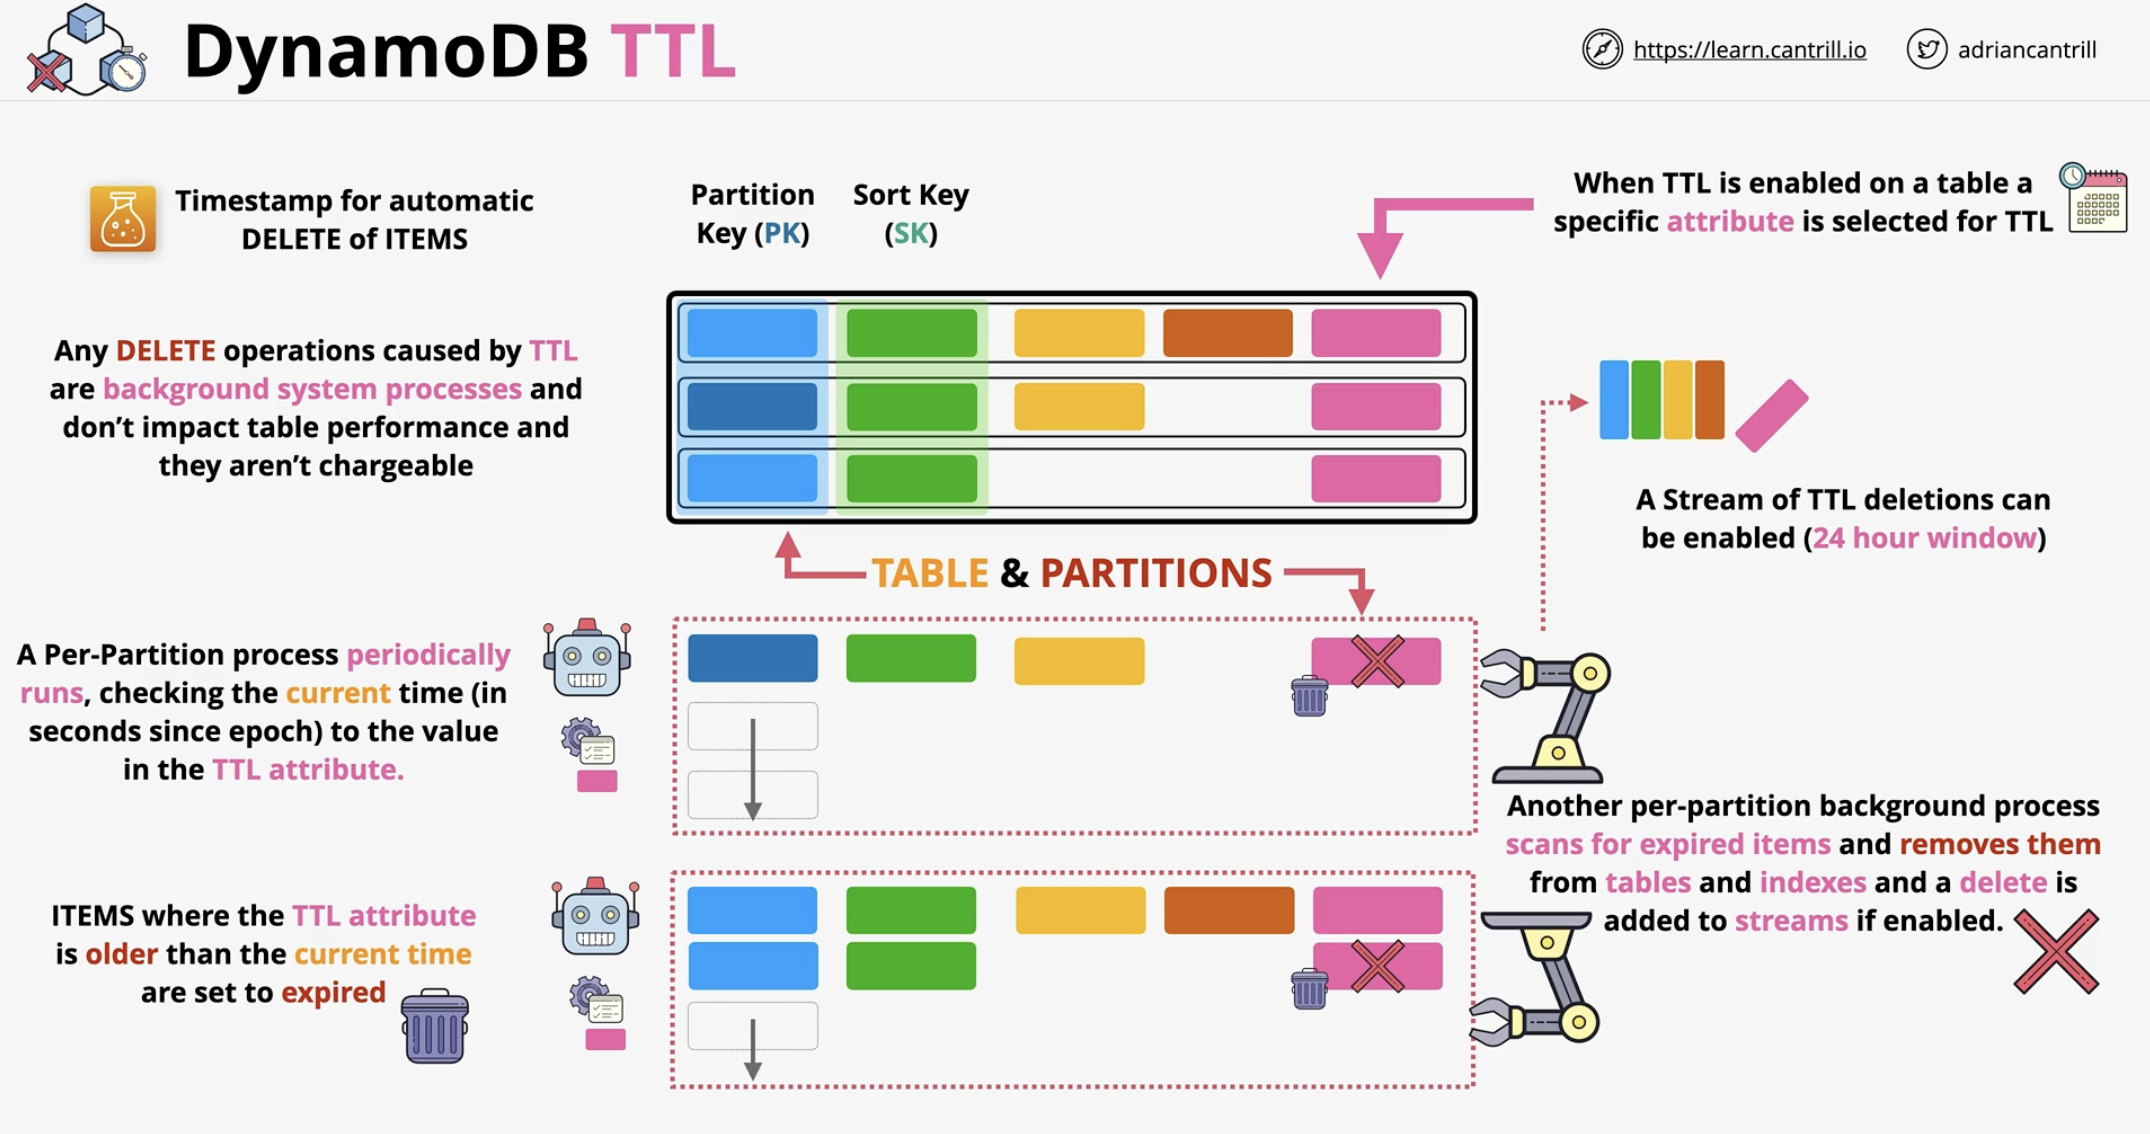 DynamoDB TTL
https://learn.cantrill.io
adriancantrill
Timestamp for automatic
DELETE of ITEMS
Partition
Key (PK)
Sort Key
(SK)
When TTL is enabled on a table a
specific attribute is selected for TTL
Any DELETE operations caused by TTL
are background system processes and
don’t impact table performance and
they aren’t chargeable
A Stream of TTL deletions can
be enabled (24 hour window)
TABLE & PARTITIONS
A Per-Partition process periodically
runs, checking the current time (in
seconds since epoch) to the value
in the TTL attribute.
Another per-partition background process
scans for expired items and removes them
from tables and indexes and a delete is
added to streams if enabled.
ITEMS where the TTL attribute
is older than the current time
are set to expired